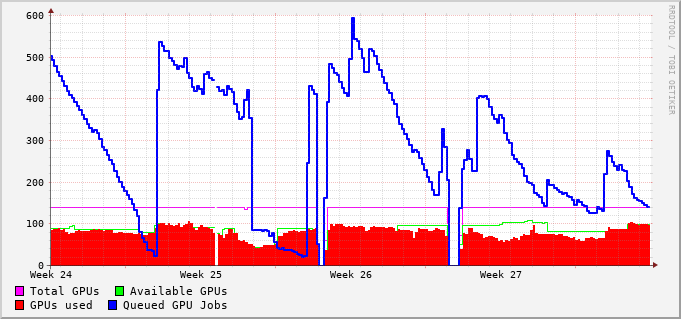 600
500
400
300
200
100
0
Week 24 Week 25 Week 26 Week 27
Total GPUs Available GPUs
GPUs used Queued GPU Jobs
RRDTOOL / TOBI OETIKER